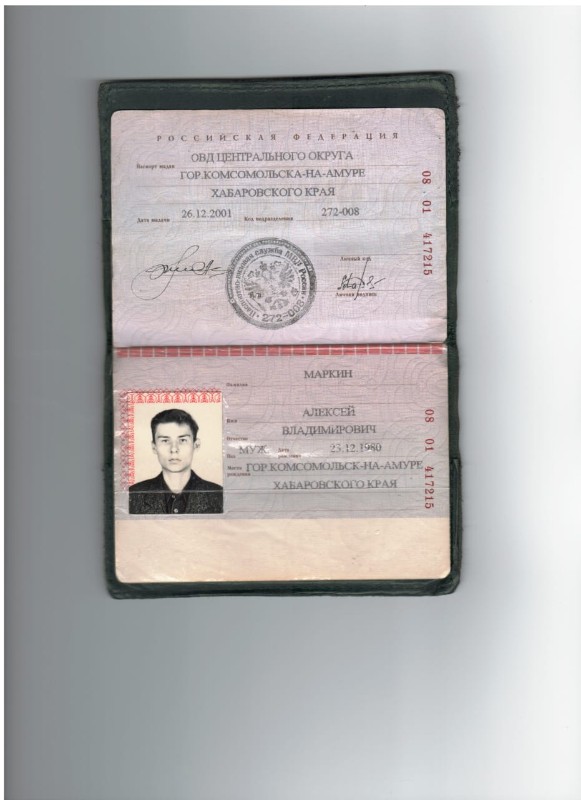 РОССИЙСКАЯ ФЕДЕРАЦИЯ
Паспорт выдан ОВД ЦЕНТРАЛЬНОГО ОКРУГА
ГОР.КОМСОМОЛЬСКА-НА-АМУРЕ
ХАБАРОВСКОГО КРАЯ
Дата выдачи 26.12.2001 Код подразделения 272-008
08 01 417215
Личный код
Личная подпись
272-008
МАРКИН
Фамилия
Имя АЛЕКСЕЙ
Отчество ВЛАДИМИРОВИЧ
Пол МУЖ. Дата рождения 23.12.1980
Место рождения ГОР.КОМСОМОЛЬСК-НА-АМУРЕ
ХАБАРОВСКОГО КРАЯ
08 01 417215